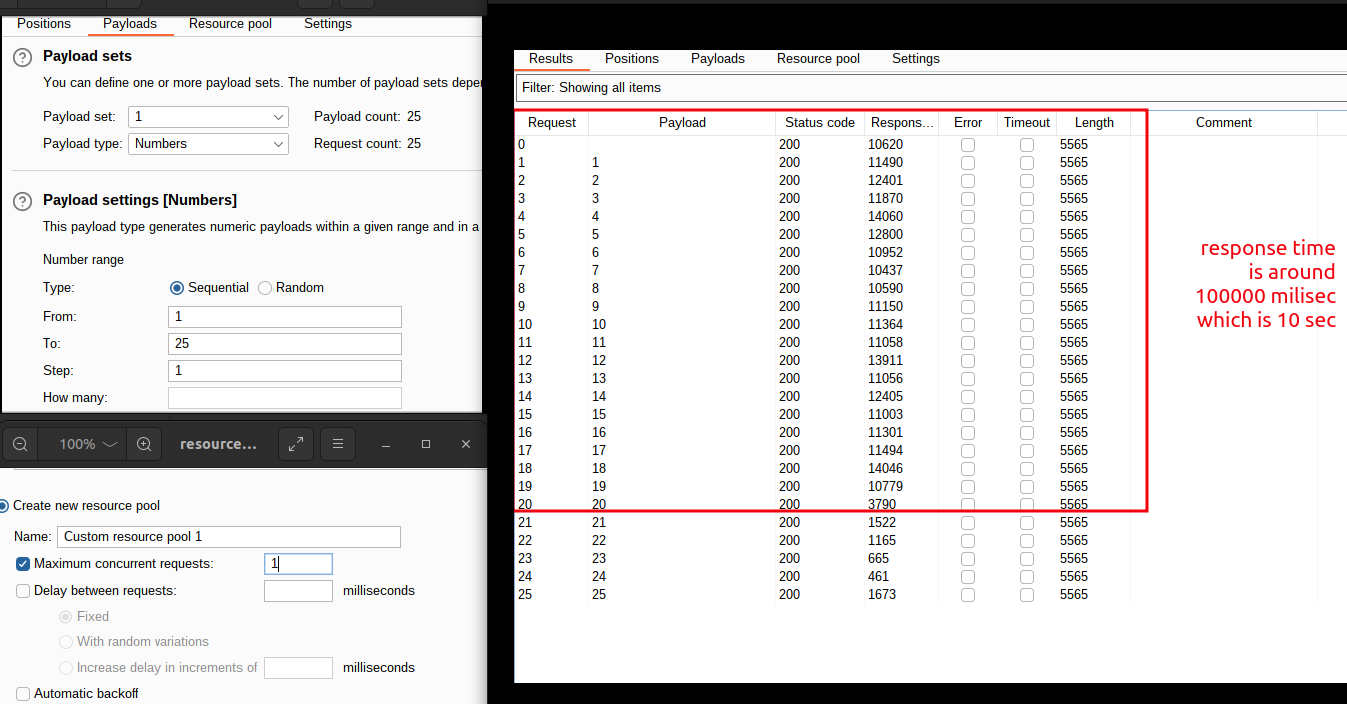 Positions Payloads Resource pool Settings
Payload sets
You can define one or more payload sets. The number of payload sets depe
Payload set: 1 Payload count: 25
Payload type: Numbers Request count: 25
Payload settings [Numbers]
This payload type generates numeric payloads within a given range and in a
Number range
Type: Sequential Random
From: 1
To: 25
Step: 1
How many:
100% resource...
Create new resource pool
Name: Custom resource pool 1
Maximum concurrent requests: 1
Delay between requests: milliseconds
Fixed
With random variations
Increase delay in increments of milliseconds
Automatic backoff
Results Positions Payloads Resource pool Settings
Filter: Showing all items
Request Payload Status code Respons... Error Timeout Length Comment
0 200 10620 5565
1 1 200 11490 5565
2 2 200 12401 5565
3 3 200 11870 5565
4 4 200 14060 5565
5 5 200 12800 5565
6 6 200 10952 5565
7 7 200 10437 5565
8 8 200 10590 5565
9 9 200 11150 5565
10 10 200 11364 5565
11 11 200 11058 5565
12 12 200 13911 5565
13 13 200 11056 5565
14 14 200 12405 5565
15 15 200 11003 5565
16 16 200 11301 5565
17 17 200 11494 5565
18 18 200 14046 5565
19 19 200 10779 5565
20 20 200 3790 5565
21 21 200 1522 5565
22 22 200 1165 5565
23 23 200 665 5565
24 24 200 461 5565
25 25 200 1673 5565
response time
is around
100000 milisec
which is 10 sec